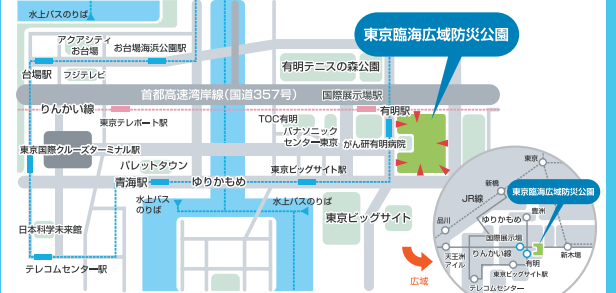 水上バスのりば
アクアシティ
お台場
お台場海浜公園駅
台場駅
フジテレビ
有明テニスの森公園
東京臨海広域防災公園
首都高速湾岸線(国道357号)
国際展示場駅
りんかい線
東京テレポート駅
TOC有明
有明駅
パナソニック
センター東京
がん研有明病院
東京国際クルーズターミナル駅
パレットタウン
青海駅
ゆりかもめ
東京ビッグサイト駅
水上バス
のりば
水上バスのりば
東京ビッグサイト
日本科学未来館
テレコムセンター駅
広域
東京
新橋
東京臨海広域防災公園
JR線
豊洲
ゆりかもめ
品川
国際展示場
りんかい線
新木場
天王洲
アイル
有明
東京ビッグサイト駅
テレコムセンター